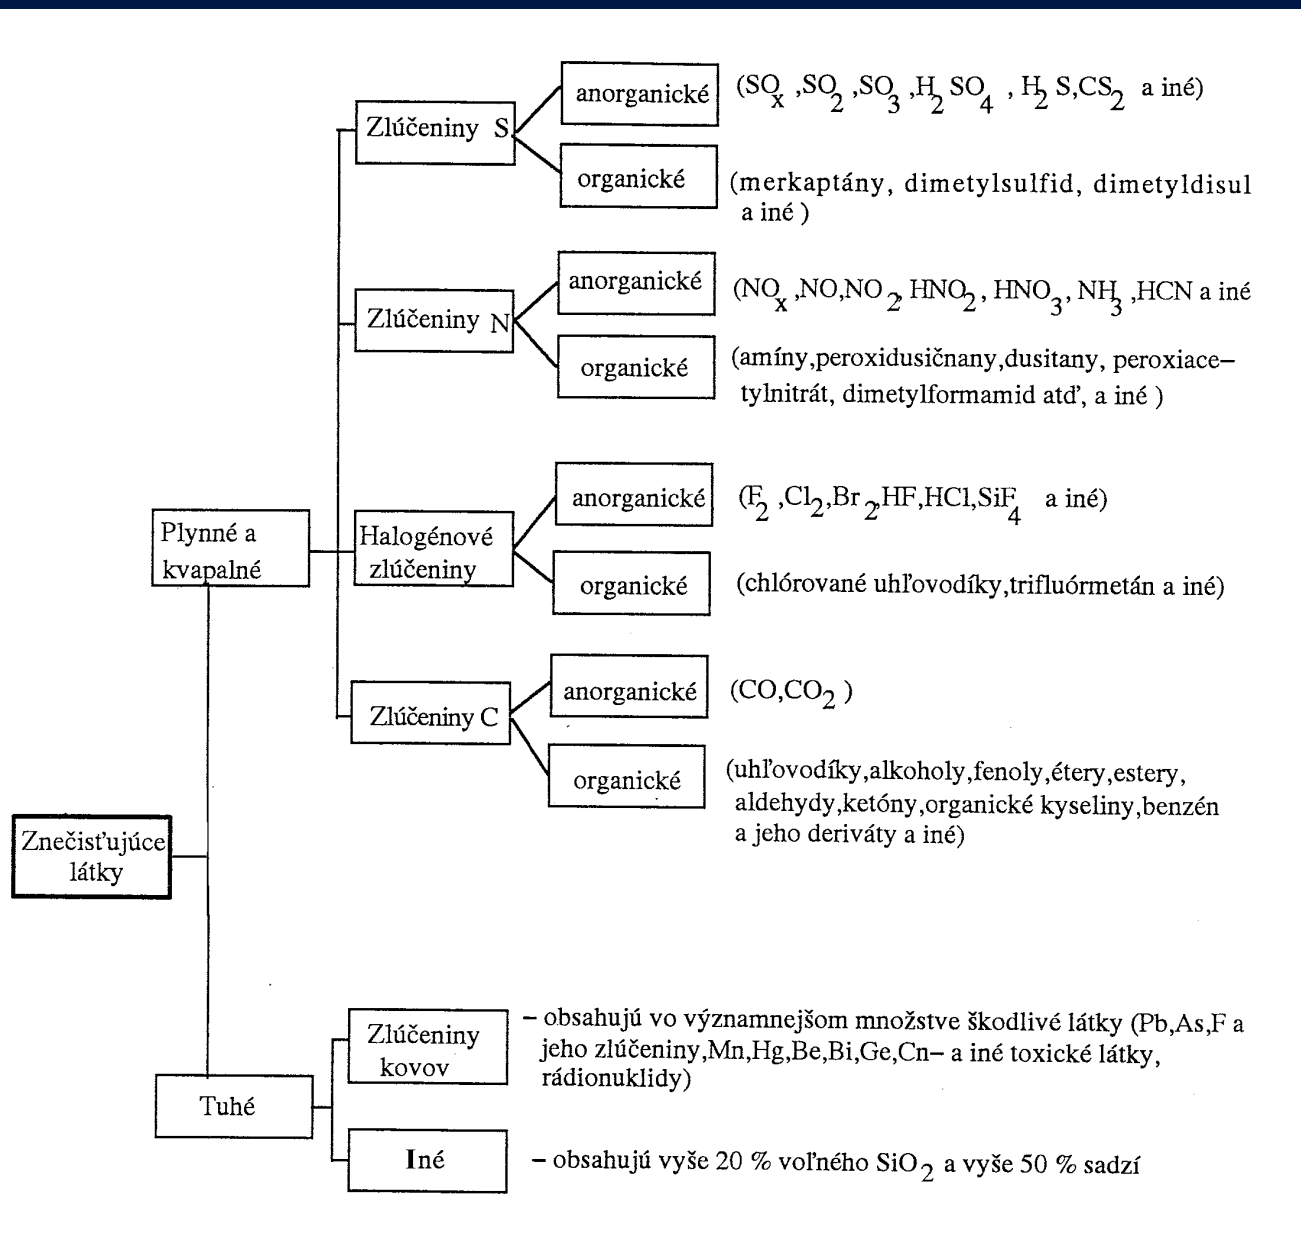 anorganické (SOx ,SO2 ,SO3 ,H2 SO4 , H2 S,CS2 a iné)
Zlúčeniny S
organické (merkaptány, dimetylsulfid, dimetyldisul
a iné )
anorganické (NOx ,NO,NO2, HNO2, HNO3, NH3 ,HCN a iné
Zlúčeniny N
organické (amíny,peroxidusičnany,dusitany, peroxiace–
tylnitrát, dimetylformamid atď, a iné )
anorganické (F2 ,Cl2,Br2,HF,HCl,SiF4 a iné)
Plynné a
kvapalné
Halogénové
zlúčeniny
organické (chlórované uhľovodíky,trifluórmetán a iné)
anorganické (CO,CO2 )
Zlúčeniny C
organické (uhľovodíky,alkoholy,fenoly,étery,estery,
aldehydy,ketóny,organické kyseliny,benzén
a jeho deriváty a iné)
Znečisťujúce
látky
Zlúčeniny
kovov
– obsahujú vo významnejšom množstve škodlivé látky (Pb,As,F a
jeho zlúčeniny,Mn,Hg,Be,Bi,Ge,Cn– a iné toxické látky,
rádionuklidy)
Tuhé
Iné – obsahujú vyše 20 % voľného SiO2 a vyše 50 % sadzí